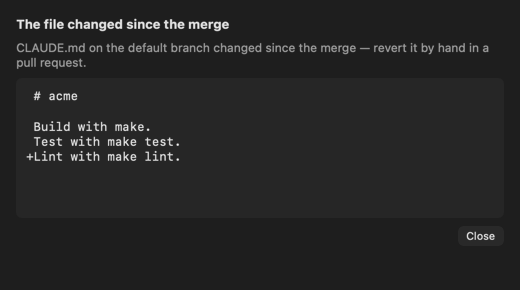 The file changed since the merge
CLAUDE.md on the default branch changed since the merge — revert it by hand in a
pull request.
# acme
Build with make.
Test with make test.
+Lint with make lint.
Close